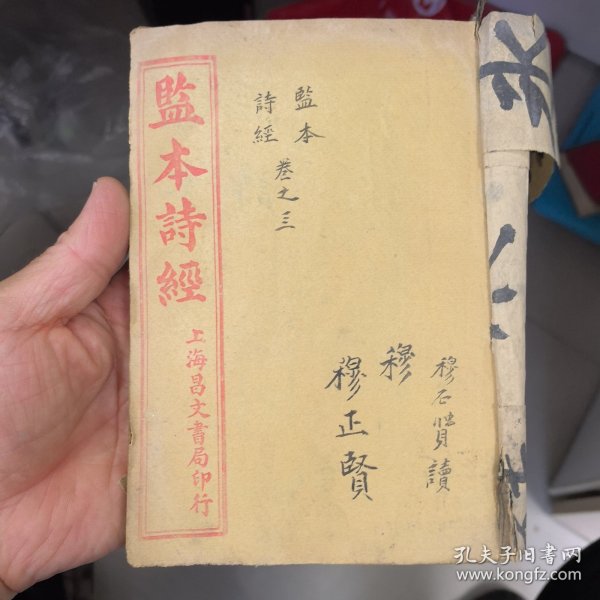 監本詩經
上海昌文書局印行
監本
詩經
卷之三
穆正賢讀
穆
穆正賢
孔夫子旧书网
www.kongfz.com